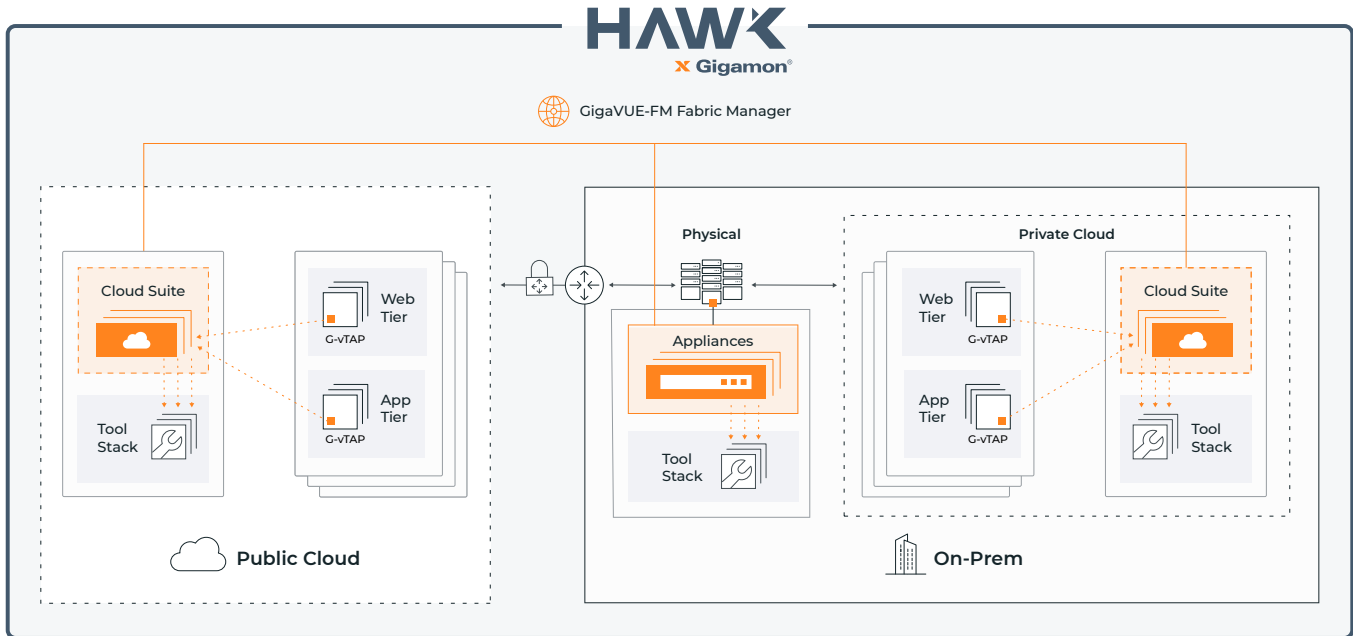 HAWK
Gigamon®
GigaVUE-FM Fabric Manager
Cloud Suite
Tool
Stack
Web
Tier
G-vTAP
App
Tier
G-vTAP
Public Cloud
Physical
Appliances
Tool
Stack
Private Cloud
Web
Tier
G-vTAP
App
Tier
G-vTAP
Cloud Suite
Tool
Stack
On-Prem